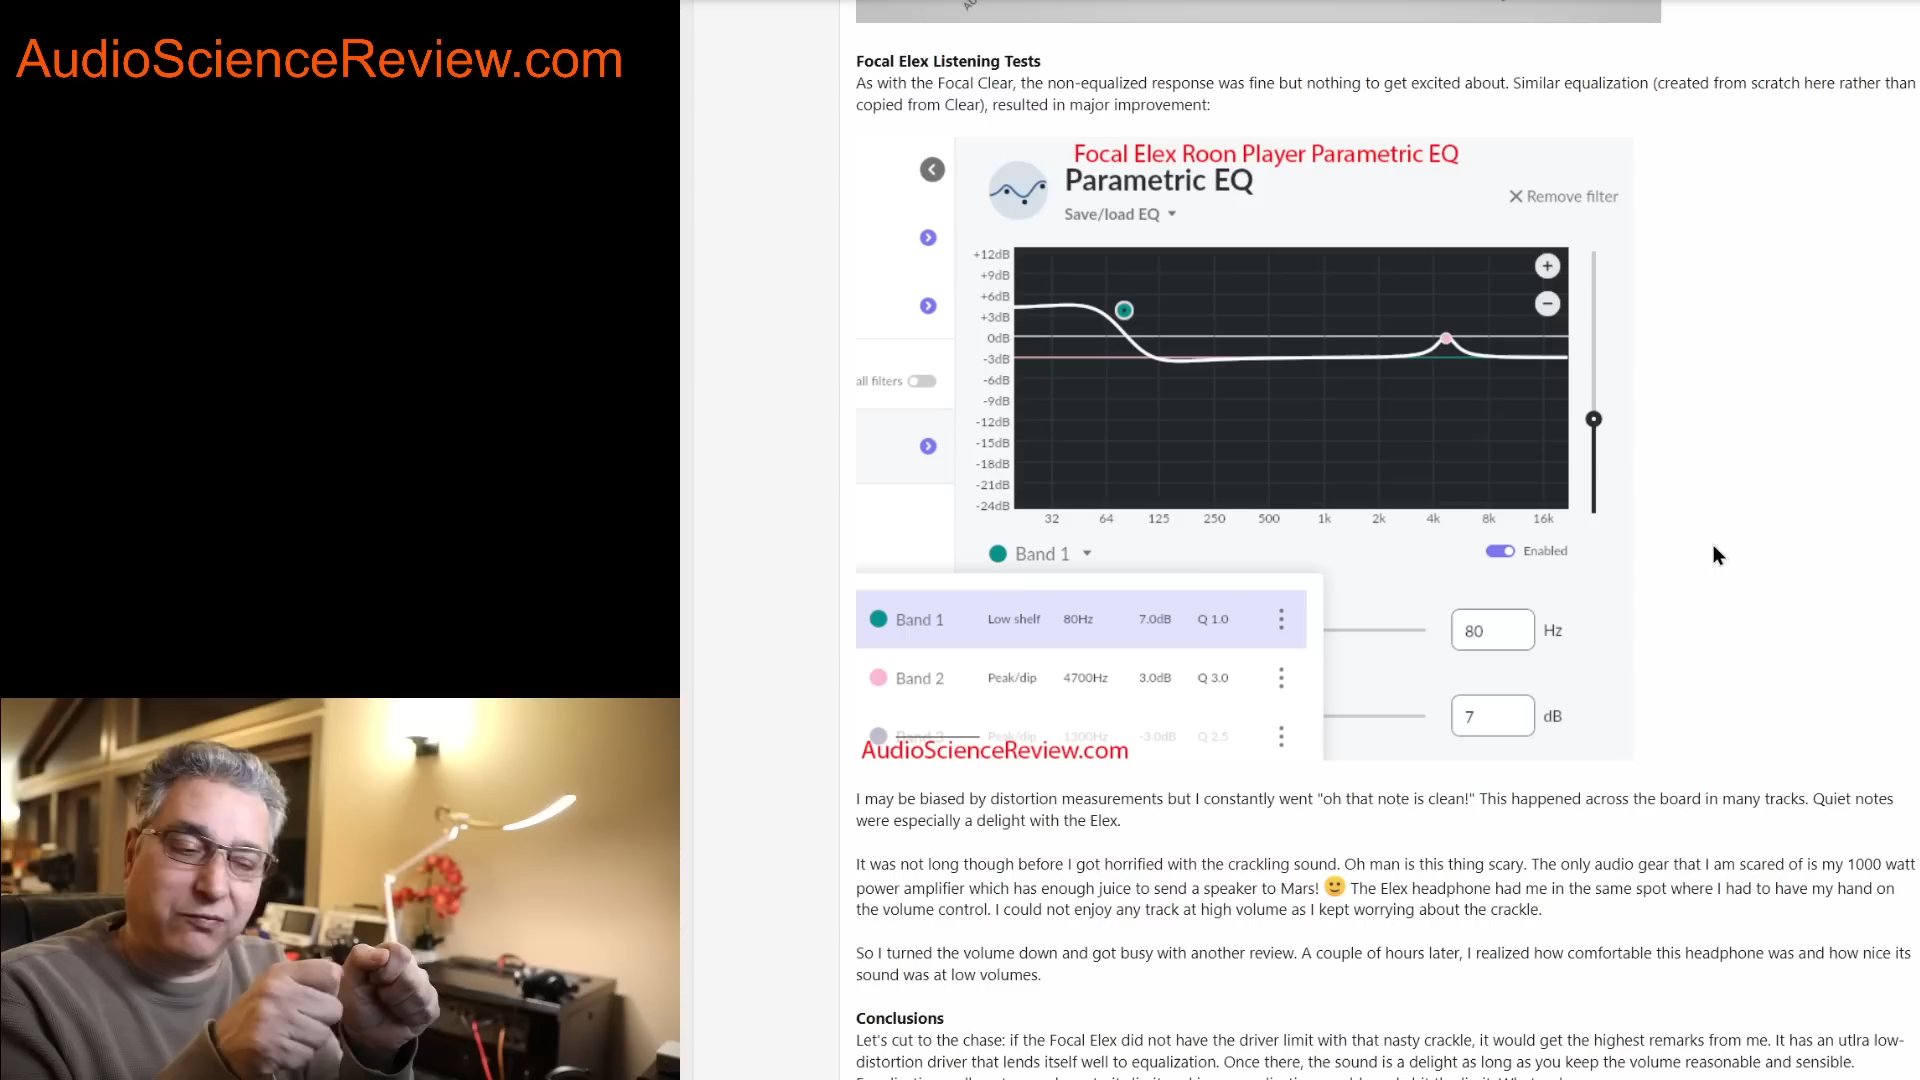 AudioScienceReview.com
Focal Elex Listening Tests
As with the Focal Clear, the non-equalized response was fine but nothing to get excited about. Similar equalization (created from scratch here rather than
copied from Clear), resulted in major improvement:
Focal Elex Roon Player Parametric EQ
Parametric EQ
Save/load EQ
Remove filter
+12dB
+9dB
+6dB
+3dB
0dB
-3dB
-6dB
-9dB
-12dB
-15dB
-18dB
-21dB
-24dB
32 64 125 250 500 1k 2k 4k 8k 16k
all filters
Band 1
Enabled
Band 1 Low shelf 80Hz 7.0dB Q 1.0
80 Hz
Band 2 Peak/dip 4700Hz 3.0dB Q 3.0
7 dB
Band 3 Peak/dip 1300Hz -3.0dB Q 2.5
AudioScienceReview.com
I may be biased by distortion measurements but I constantly went "oh that note is clean!" This happened across the board in many tracks. Quiet notes
were especially a delight with the Elex.
It was not long though before I got horrified with the crackling sound. Oh man is this thing scary. The only audio gear that I am scared of is my 1000 watt
power amplifier which has enough juice to send a speaker to Mars! 🙂 The Elex headphone had me in the same spot where I had to have my hand on
the volume control. I could not enjoy any track at high volume as I kept worrying about the crackle.
So I turned the volume down and got busy with another review. A couple of hours later, I realized how comfortable this headphone was and how nice its
sound was at low volumes.
Conclusions
Let's cut to the chase: if the Focal Elex did not have the driver limit with that nasty crackle, it would get the highest remarks from me. It has an utlra low-
distortion driver that lends itself well to equalization. Once there, the sound is a delight as long as you keep the volume reasonable and sensible.